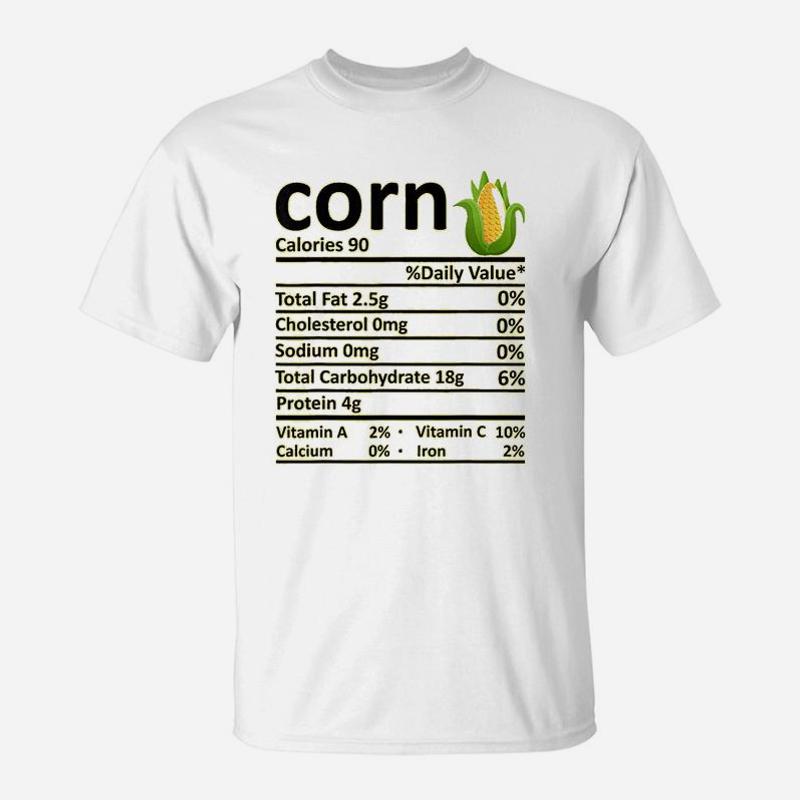 corn
Calories 90
%Daily Value*
Total Fat 2.5g 0%
Cholesterol 0mg 0%
Sodium 0mg 0%
Total Carbohydrate 18g 6%
Protein 4g
Vitamin A 2% • Vitamin C 10%
Calcium 0% • Iron 2%